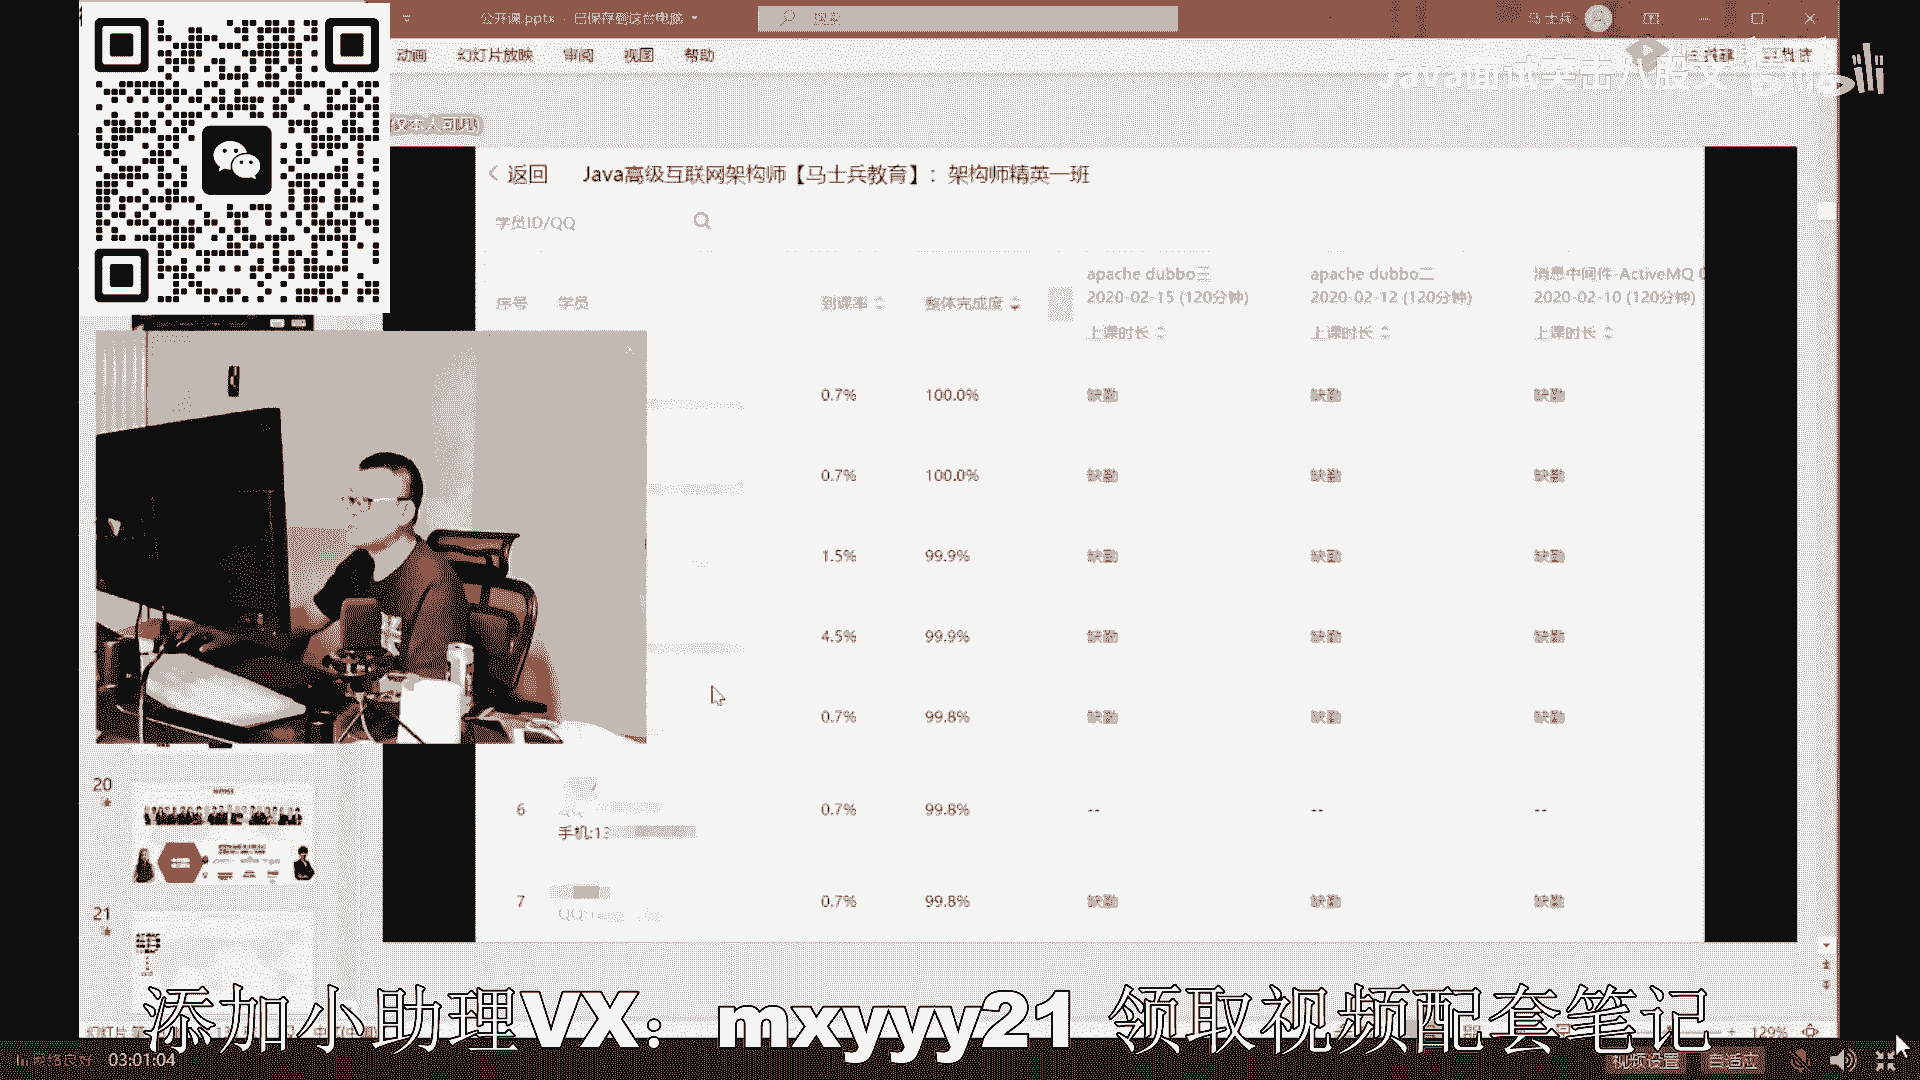 公开课.pptx - 已保存到这台电脑
搜索
马 士兵
动画 幻灯片放映 审阅 视图 帮助
Java面试突击八股文
bilibili
(仅本人可见)
返回 Java高级互联网架构师【马士兵教育】：架构师精英一班
学员ID/QQ
序号 学员 到课率 整体完成度
apache dubbo三
2020-02-15 (120分钟)
上课时长
apache dubbo二
2020-02-12 (120分钟)
上课时长
消息中间件-ActiveMQ
2020-02-10 (120分钟)
上课时长
0.7% 100.0% 缺勤 缺勤 缺勤
0.7% 100.0% 缺勤 缺勤 缺勤
1.5% 99.9% 缺勤 缺勤 缺勤
4.5% 99.9% 缺勤 缺勤 缺勤
0.7% 99.8% 缺勤 缺勤 缺勤
6 0.7% 99.8% -- -- --
手机:13
7 0.7% 99.8% 缺勤 缺勤 缺勤
QQ:
20
21
添加小助理VX：mxyyy21 领取视频配套笔记
129%
网络良好 03:01:04
视频设置 自适应